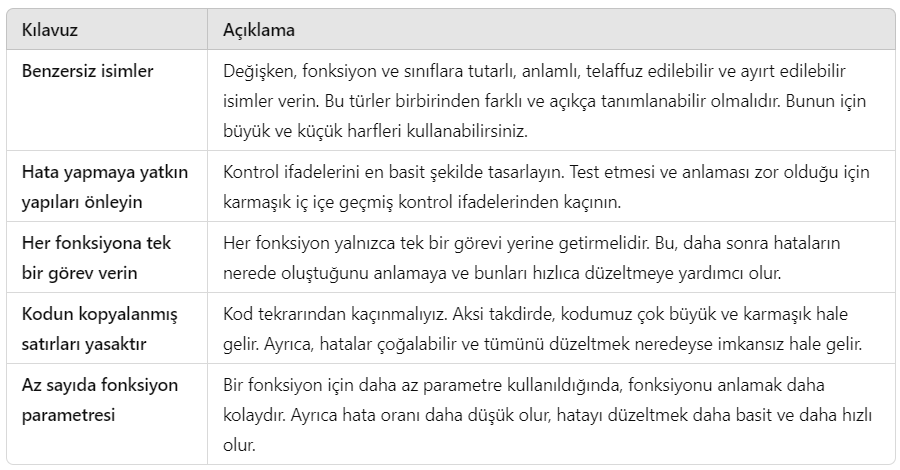 Kılavuz
Açıklama
Benzersiz isimler
Değişken, fonksiyon ve sınıflara tutarlı, anlamlı, telaffuz edilebilir ve ayırt edilebilir
isimler verin. Bu türler birbirinden farklı ve açıkça tanımlanabilir olmalıdır. Bunun için
büyük ve küçük harfleri kullanabilirsiniz.
Hata yapmaya yatkın
yapıları önleyin
Kontrol ifadelerini en basit şekilde tasarlayın. Test etmesi ve anlaması zor olduğu için
karmaşık iç içe geçmiş kontrol ifadelerinden kaçının.
Her fonksiyona tek
bir görev verin
Her fonksiyon yalnızca tek bir görevi yerine getirmelidir. Bu, daha sonra hataların
nerede oluştuğunu anlamaya ve bunları hızlıca düzeltmeye yardımcı olur.
Kodun kopyalanmış
satırları yasaktır
Kod tekrarından kaçınmalıyız. Aksi takdirde, kodumuz çok büyük ve karmaşık hale
gelir. Ayrıca, hatalar çoğalabilir ve tümünü düzeltmek neredeyse imkansız hale gelir.
Az sayıda fonksiyon
parametresi
Bir fonksiyon için daha az parametre kullanıldığında, fonksiyonu anlamak daha
kolaydır. Ayrıca hata oranı daha düşük olur, hatayı düzeltmek daha basit ve daha hızlı
olur.